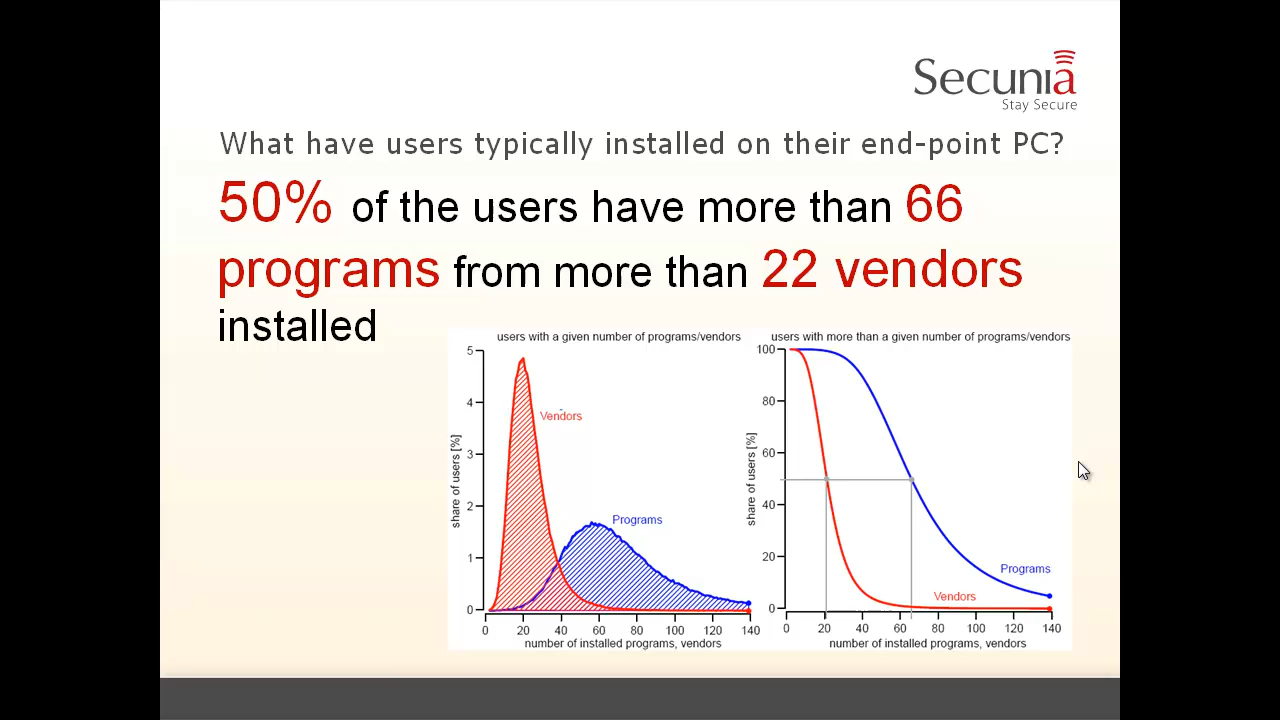 Secunia
Stay Secure
What have users typically installed on their end-point PC?
50% of the users have more than 66
programs from more than 22 vendors
installed
users with a given number of programs/vendors
5
4
3
2
1
0
share of users [%]
Vendors
Programs
0 20 40 60 80 100 120 140
number of installed programs, vendors
users with more than a given number of programs/vendors
100
80
60
40
20
0
share of users [%]
Programs
Vendors
0 20 40 60 80 100 120 140
number of installed programs, vendors